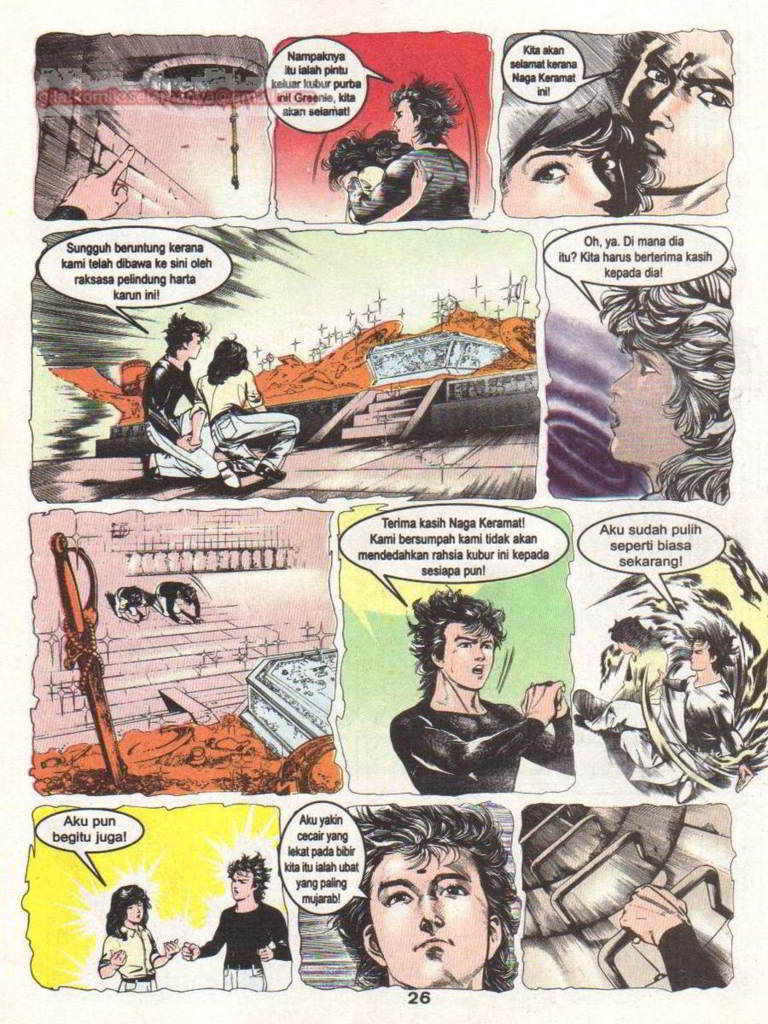 Nampaknya
itu ialah pintu
keluar kubur purba
ini! Greenie, kita
akan selamat!
Kita akan
selamat kerana
Naga Keramat
ini!
Sungguh beruntung kerana
kami telah dibawa ke sini oleh
raksasa pelindung harta
karun ini!
Oh, ya. Di mana dia
itu? Kita harus berterima kasih
kepada dia!
Terima kasih Naga Keramat!
Kami bersumpah kami tidak akan
mendedahkan rahsia kubur ini kepada
sesiapa pun!
Aku sudah pulih
seperti biasa
sekarang!
Aku pun
begitu juga!
Aku yakin
cecair yang
lekat pada bibir
kita itu ialah ubat
yang paling
mujarab!
26